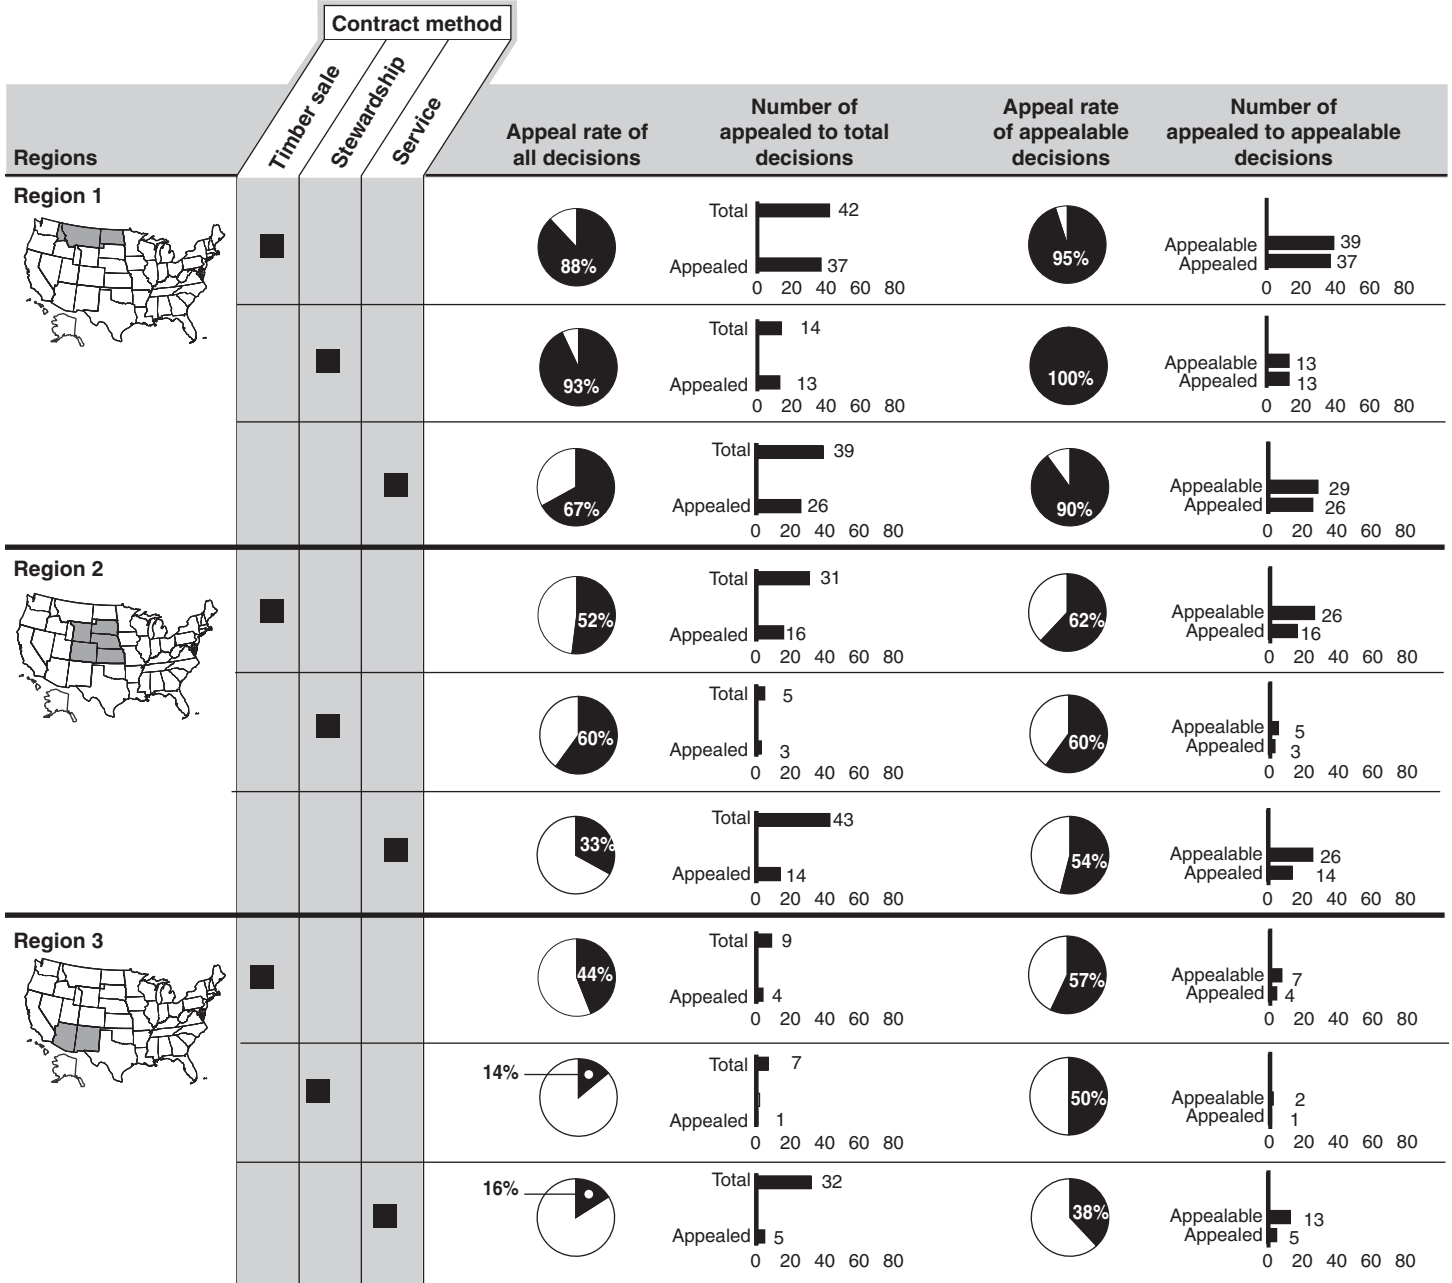 Contract method
Timber sale
Stewardship
Service
Regions
Appeal rate of
all decisions
Number of
appealed to total
decisions
Appeal rate
of appealable
decisions
Number of
appealed to appealable
decisions
Region 1
88%
Total 42
Appealed 37
0 20 40 60 80
95%
Appealable 39
Appealed 37
0 20 40 60 80
93%
Total 14
Appealed 13
0 20 40 60 80
100%
Appealable 13
Appealed 13
0 20 40 60 80
67%
Total 39
Appealed 26
0 20 40 60 80
90%
Appealable 29
Appealed 26
0 20 40 60 80
Region 2
52%
Total 31
Appealed 16
0 20 40 60 80
62%
Appealable 26
Appealed 16
0 20 40 60 80
60%
Total 5
Appealed 3
0 20 40 60 80
60%
Appealable 5
Appealed 3
0 20 40 60 80
33%
Total 43
Appealed 14
0 20 40 60 80
54%
Appealable 26
Appealed 14
0 20 40 60 80
Region 3
44%
Total 9
Appealed 4
0 20 40 60 80
57%
Appealable 7
Appealed 4
0 20 40 60 80
14%
Total 7
Appealed 1
0 20 40 60 80
50%
Appealable 2
Appealed 1
0 20 40 60 80
16%
Total 32
Appealed 5
0 20 40 60 80
38%
Appealable 13
Appealed 5
0 20 40 60 80